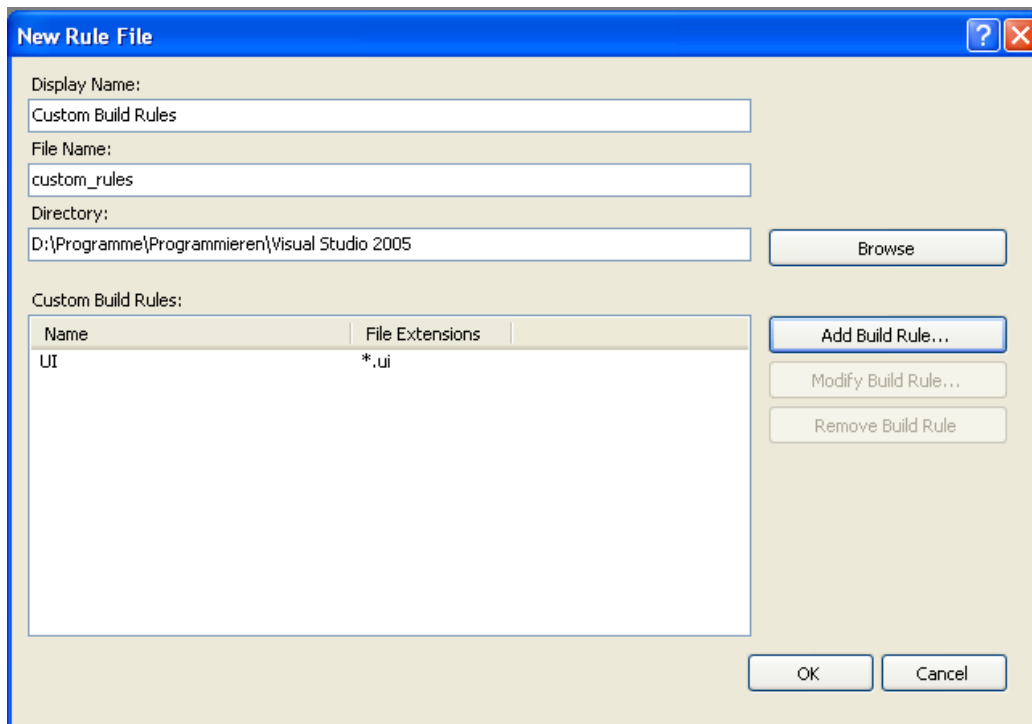 New Rule File
Display Name:
Custom Build Rules
File Name:
custom_rules
Directory:
D:\Programme\Programmieren\Visual Studio 2005
Browse
Custom Build Rules:
Name File Extensions
UI *.ui
Add Build Rule...
Modify Build Rule...
Remove Build Rule
OK Cancel